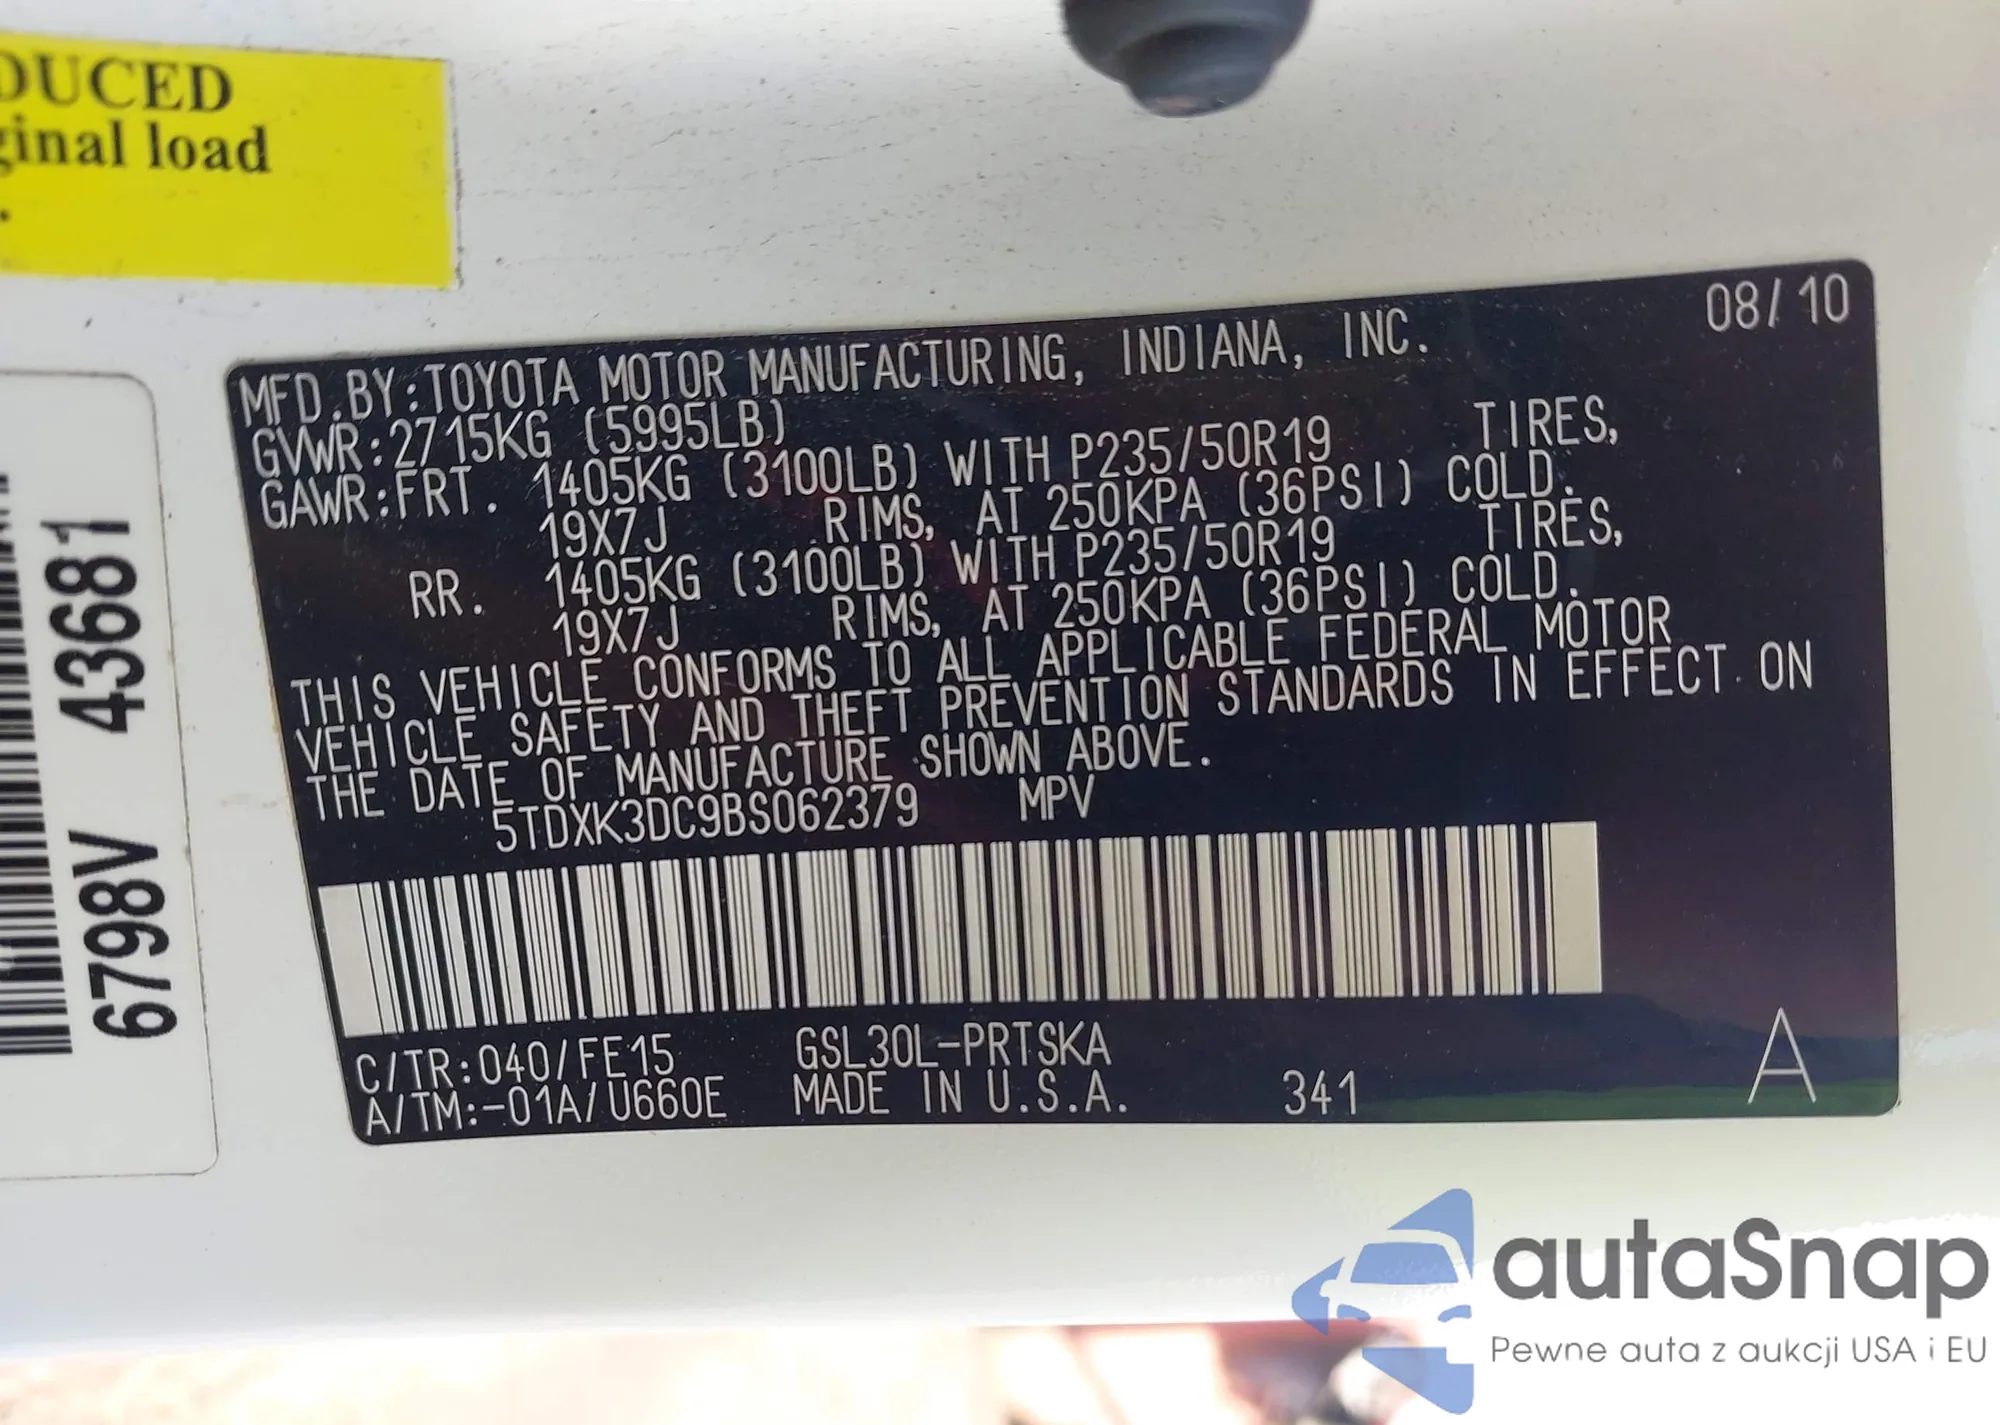 DUCED
ginal load
43681
6798V
08/10
MFD.BY:TOYOTA MOTOR MANUFACTURING, INDIANA, INC.
GVWR:2715KG (5995LB)
GAWR:FRT. 1405KG (3100LB) WITH P235/50R19 TIRES,
19X7J RIMS, AT 250KPA (36PSI) COLD.
RR. 1405KG (3100LB) WITH P235/50R19 TIRES,
19X7J RIMS, AT 250KPA (36PSI) COLD.
THIS VEHICLE CONFORMS TO ALL APPLICABLE FEDERAL MOTOR
VEHICLE SAFETY AND THEFT PREVENTION STANDARDS IN EFFECT ON
THE DATE OF MANUFACTURE SHOWN ABOVE.
5TDXK3DC9BS062379 MPV
C/TR:040/FE15 GSL30L-PRTSKA
A/TM:-01A/U660E MADE IN U.S.A. 341 A
autaSnap
Pewne auta z aukcji USA i EU